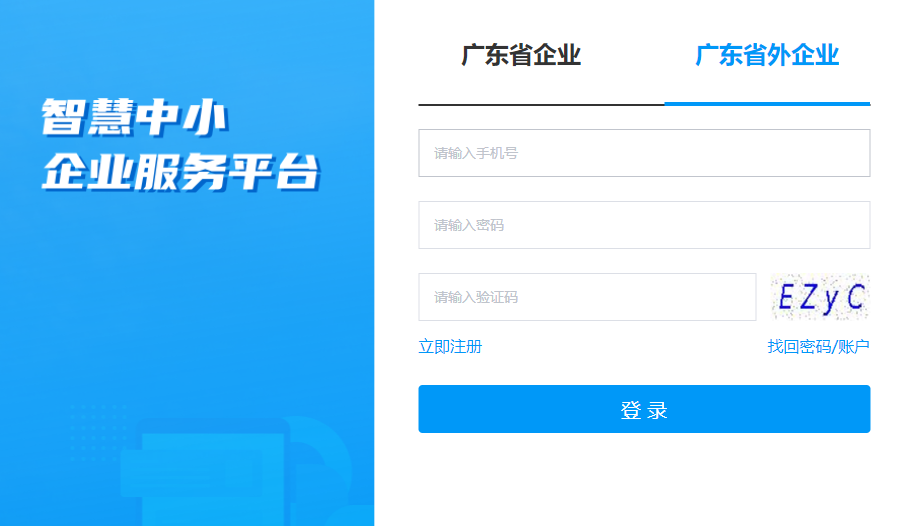 智慧中小
企业服务平台
广东省企业
广东省外企业
请输入手机号
请输入密码
请输入验证码
EZyC
立即注册
找回密码/账户
登录